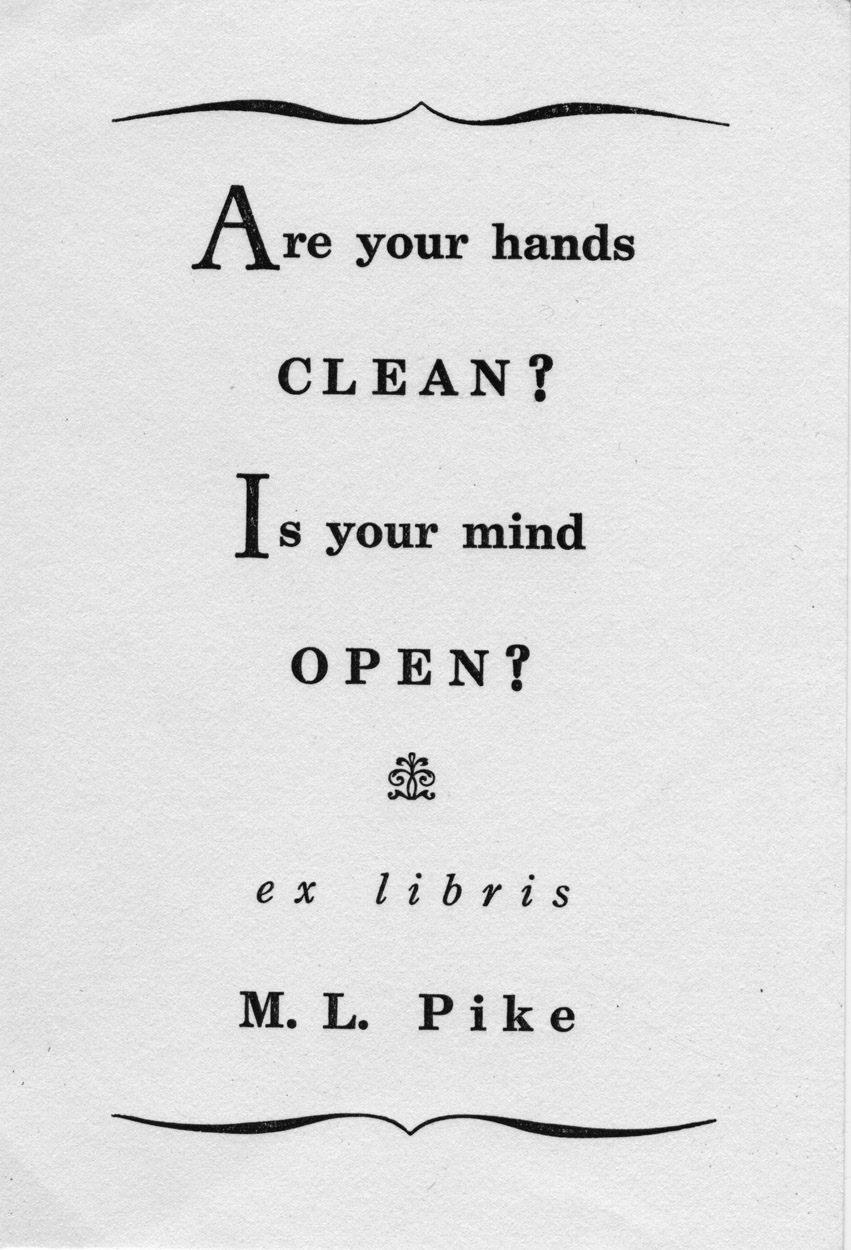 Are your hands
CLEAN?
Is your mind
OPEN?
ex libris
M. L. Pike